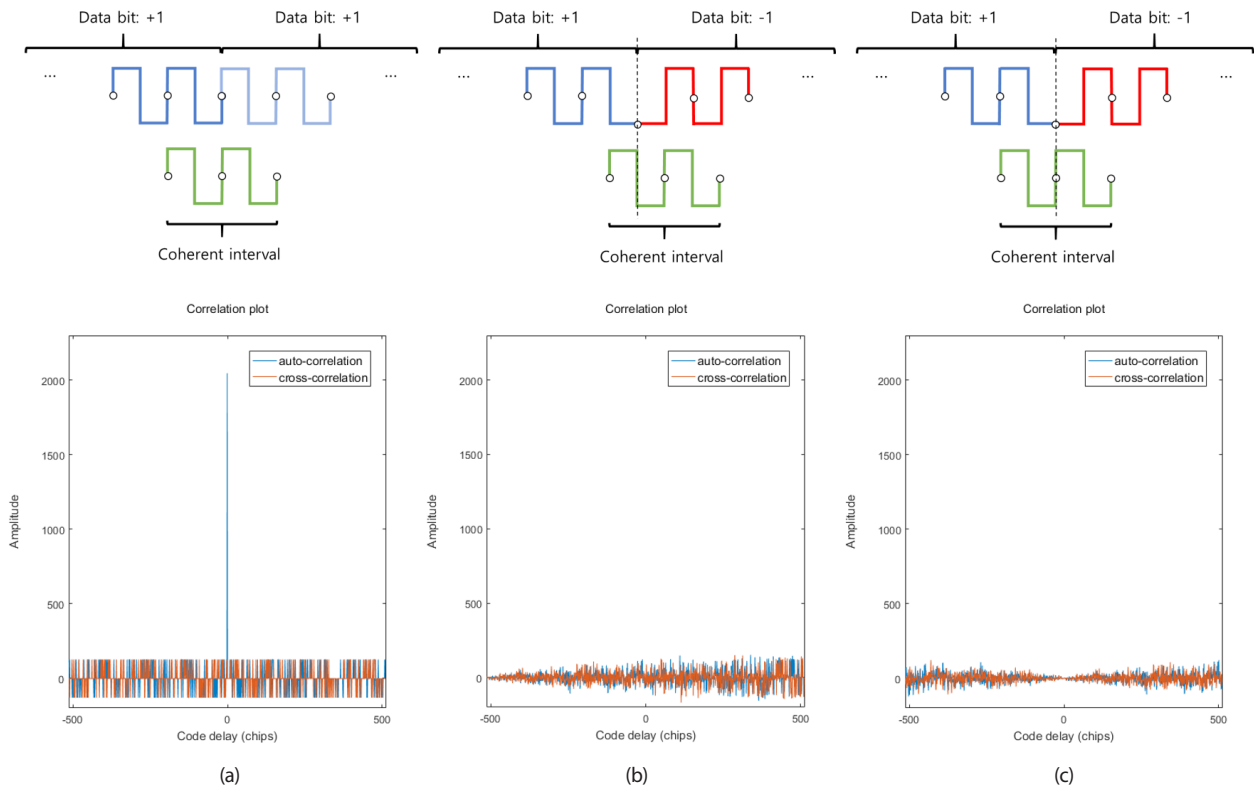 Data bit: +1 Data bit: +1
... ...
Coherent interval
Correlation plot
auto-correlation
cross-correlation
2000
1500
1000
500
0
Amplitude
-500 0 500
Code delay (chips)
(a)
Data bit: +1 Data bit: -1
... ...
Coherent interval
Correlation plot
auto-correlation
cross-correlation
2000
1500
1000
500
0
Amplitude
-500 0 500
Code delay (chips)
(b)
Data bit: +1 Data bit: -1
... ...
Coherent interval
Correlation plot
auto-correlation
cross-correlation
2000
1500
1000
500
0
Amplitude
-500 0 500
Code delay (chips)
(c)